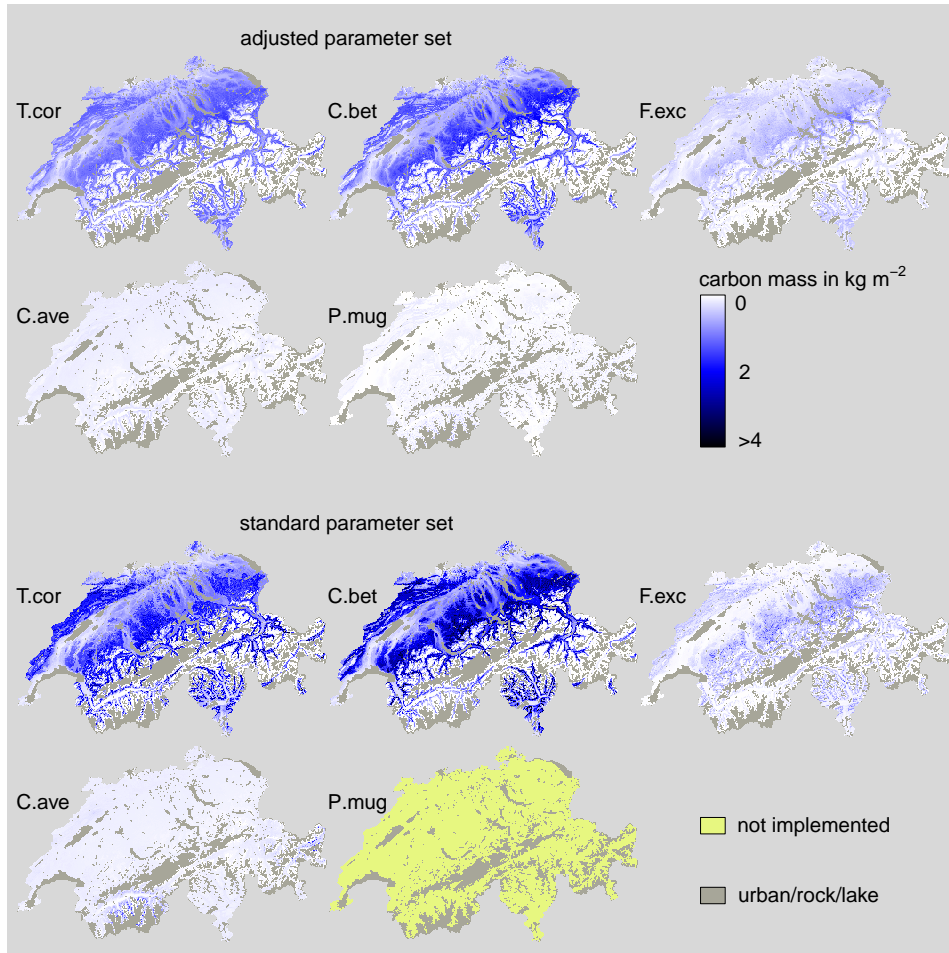 adjusted parameter set
T.cor
C.bet
F.exc
carbon mass in kg m⁻²
0
2
>4
C.ave
P.mug
standard parameter set
T.cor
C.bet
F.exc
C.ave
P.mug
not implemented
urban/rock/lake